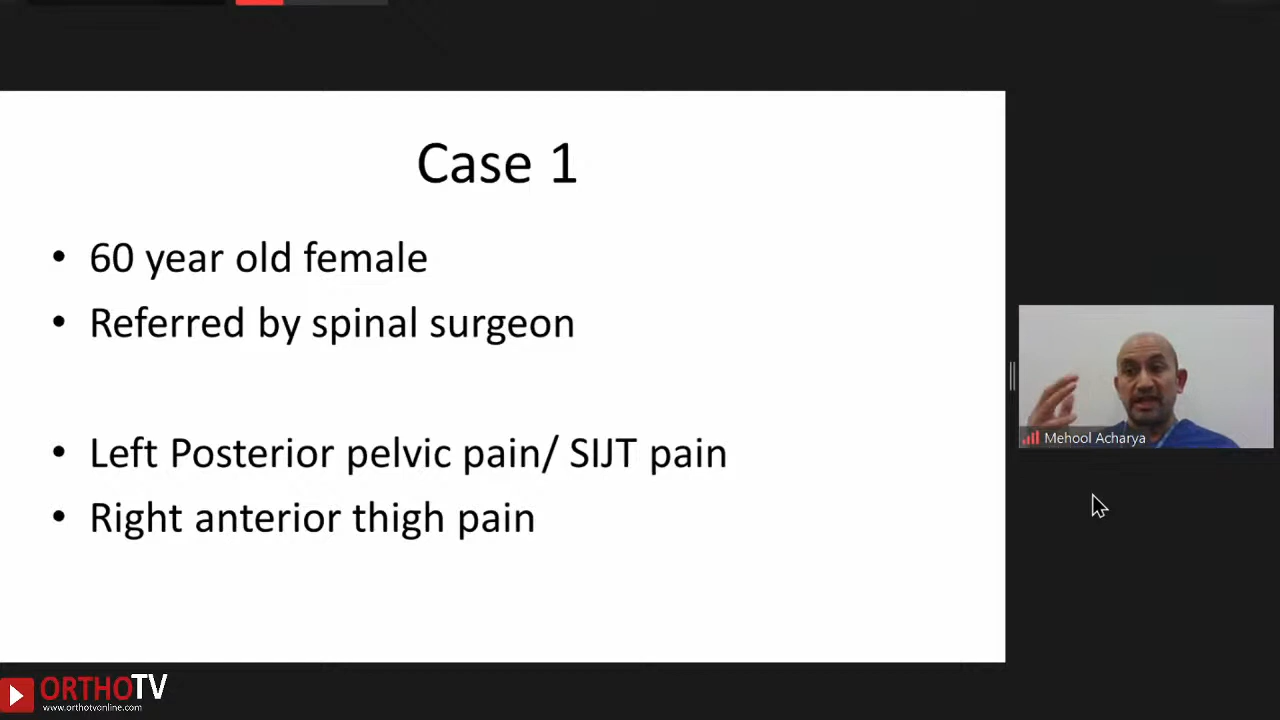 Case 1
• 60 year old female
• Referred by spinal surgeon
• Left Posterior pelvic pain/ SIJT pain
• Right anterior thigh pain
Mehool Acharya
ORTHOTV
www.orthotvonline.com